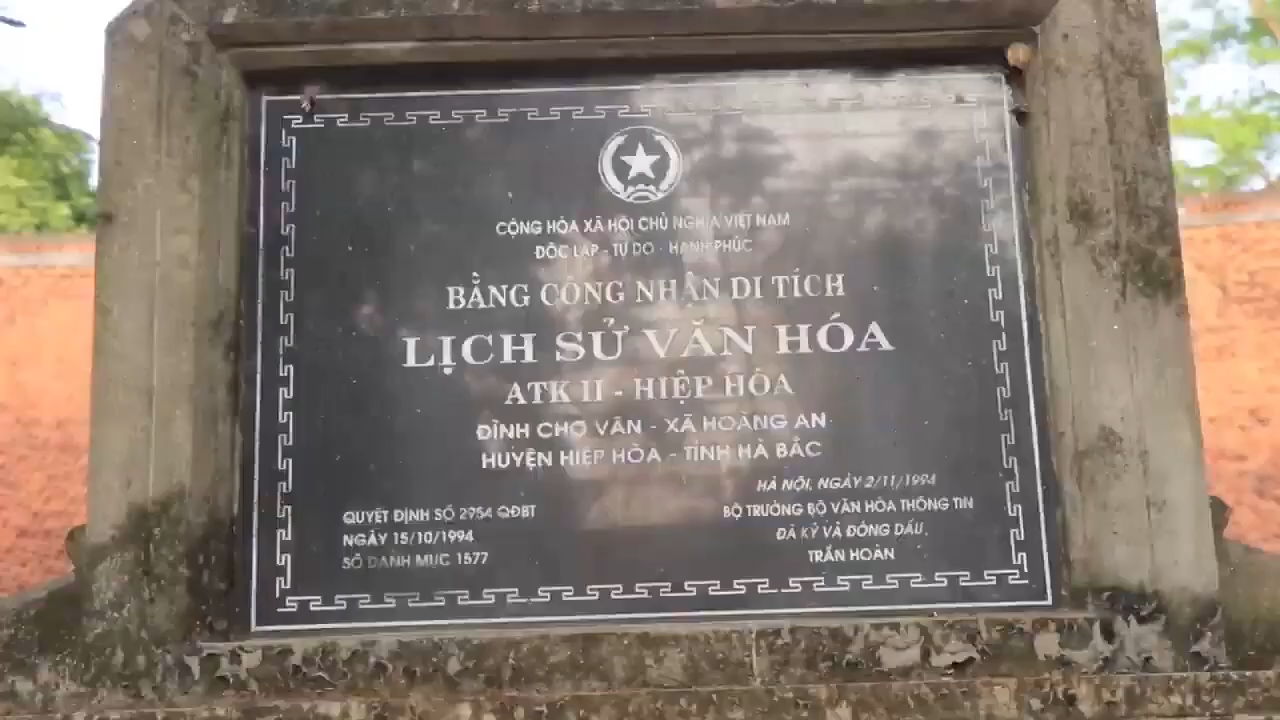 CỘNG HÒA XÃ HỘI CHỦ NGHĨA VIỆT NAM
ĐỘC LẬP - TỰ DO - HẠNH PHÚC
BẰNG CÔNG NHẬN DI TÍCH
LỊCH SỬ VĂN HÓA
ATK II - HIỆP HÒA
ĐÌNH CHỢ VÂN - XÃ HOÀNG AN
HUYỆN HIỆP HÒA - TỈNH HÀ BẮC
QUYẾT ĐỊNH SỐ 2954 QĐBT
NGÀY 15/10/1994
SỐ DANH MỤC 1577
HÀ NỘI, NGÀY 2/11/1994
BỘ TRƯỞNG BỘ VĂN HÓA THÔNG TIN
ĐÃ KÝ VÀ ĐÓNG DẤU.
TRẦN HOÀN